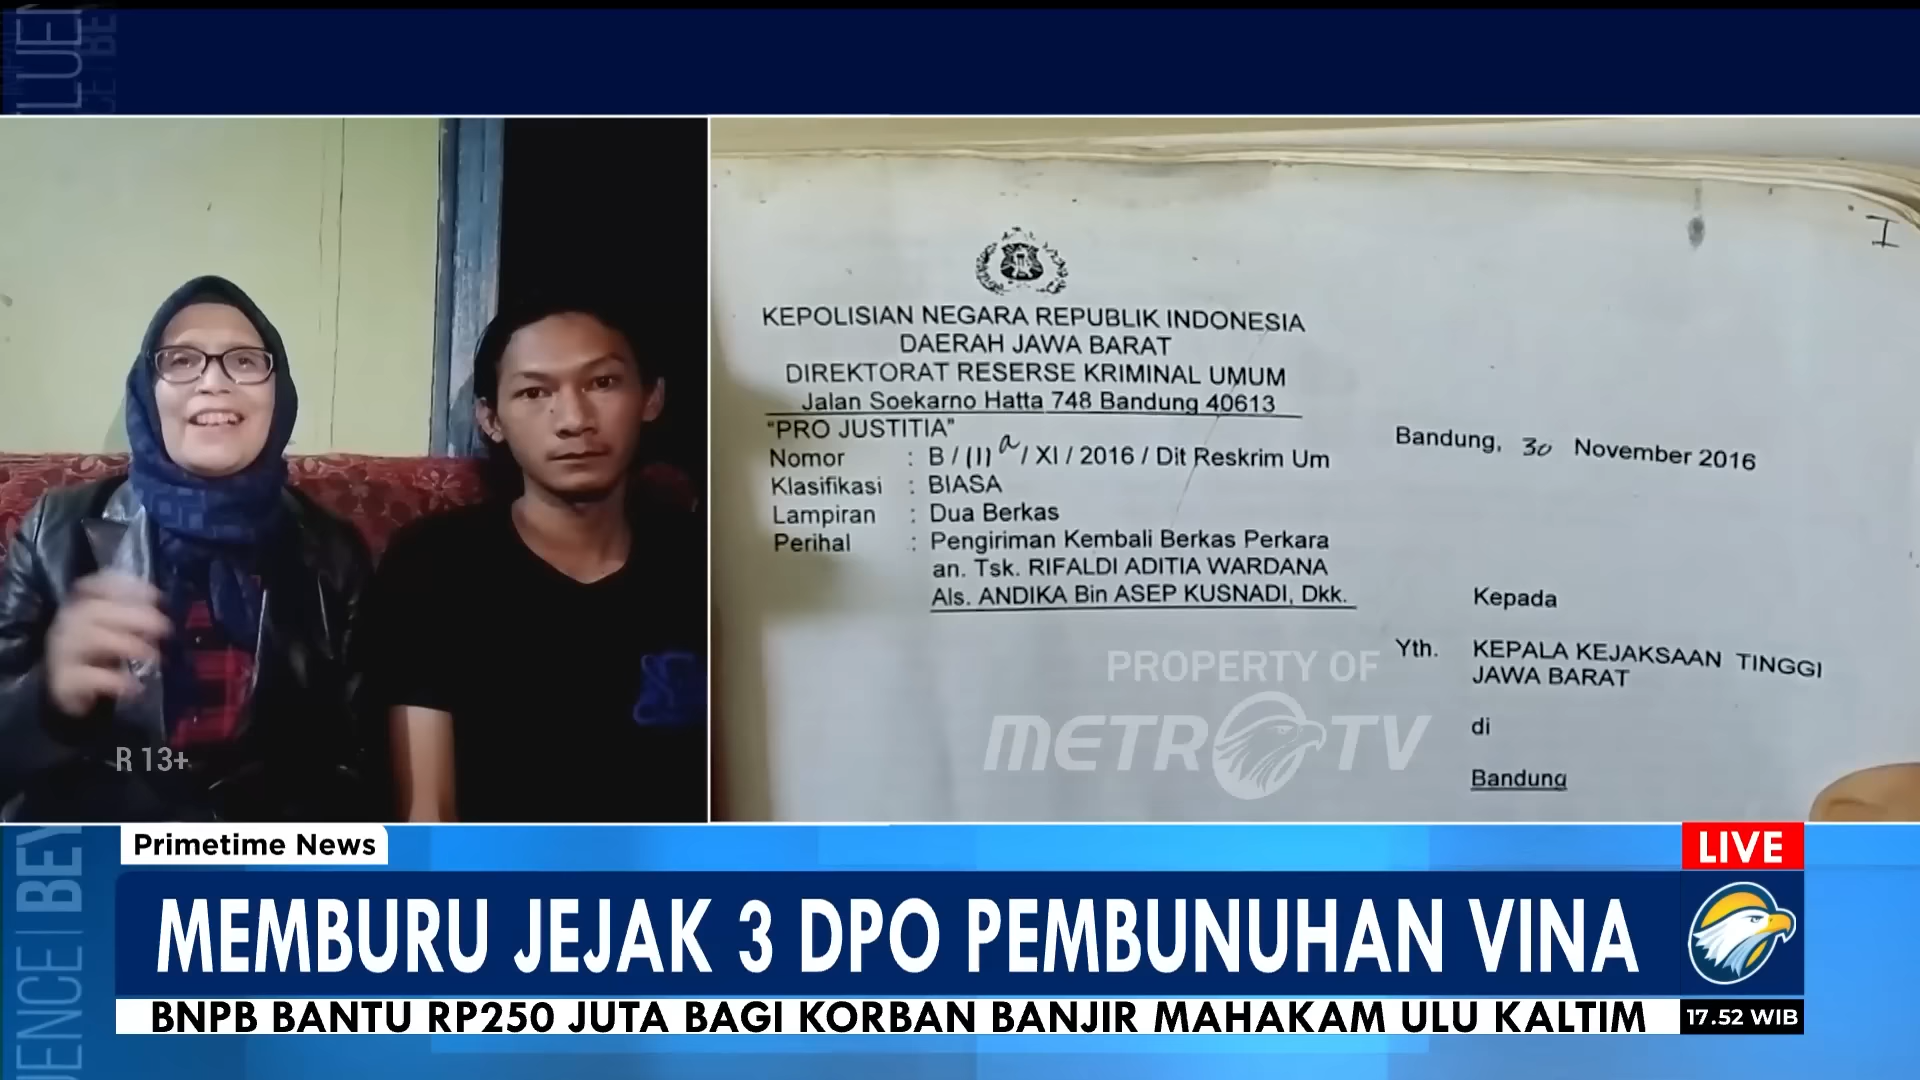 KEPOLISIAN NEGARA REPUBLIK INDONESIA
DAERAH JAWA BARAT
DIREKTORAT RESERSE KRIMINAL UMUM
Jalan Soekarno Hatta 748 Bandung 40613
"PRO JUSTITIA"
Bandung, 30 November 2016
Nomor : B / 111 a / XI / 2016 / Dit Reskrim Um
Klasifikasi : BIASA
Lampiran : Dua Berkas
Perihal : Pengiriman Kembali Berkas Perkara
an. Tsk. RIFALDI ADITIA WARDANA
Als. ANDIKA Bin ASEP KUSNADI, Dkk.
Kepada
Yth. KEPALA KEJAKSAAN TINGGI
JAWA BARAT
di
Bandung
I
PROPERTY OF
METRO TV
R 13+
Primetime News
LIVE
MEMBURU JEJAK 3 DPO PEMBUNUHAN VINA
BNPB BANTU RP250 JUTA BAGI KORBAN BANJIR MAHAKAM ULU KALTIM
17.52 WIB